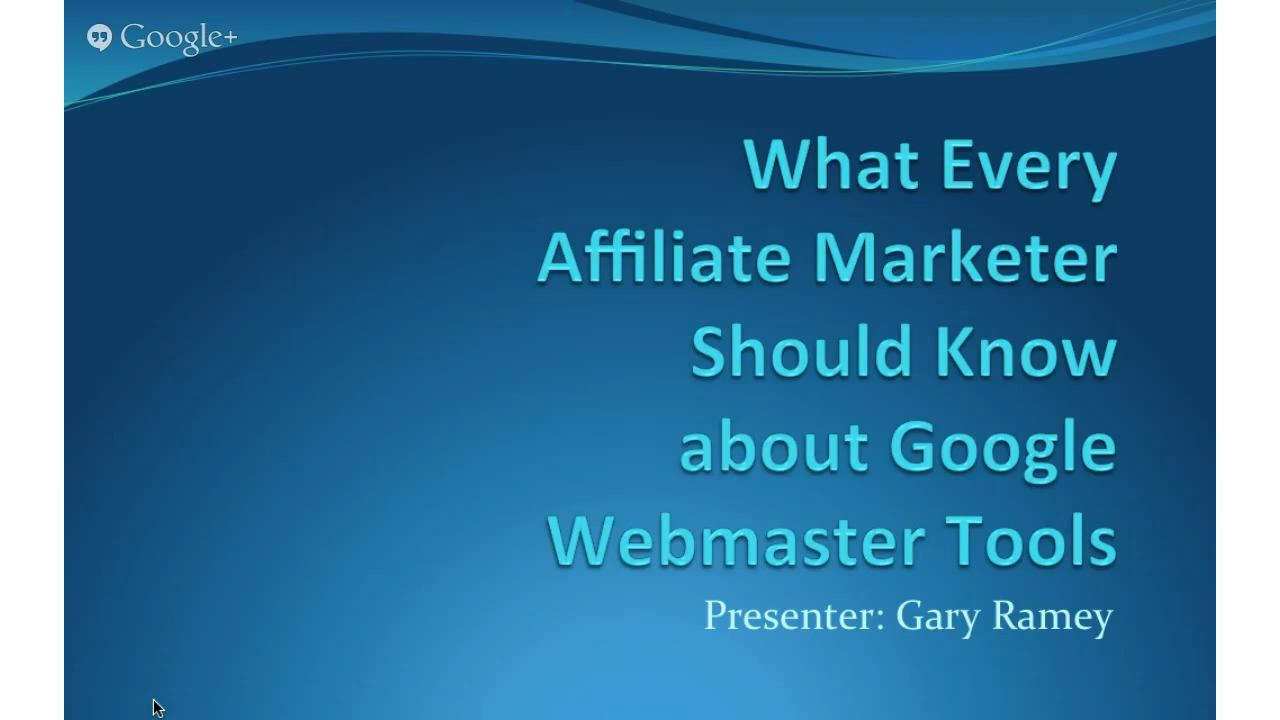 Google+
What Every
Affiliate Marketer
Should Know
about Google
Webmaster Tools
Presenter: Gary Ramey